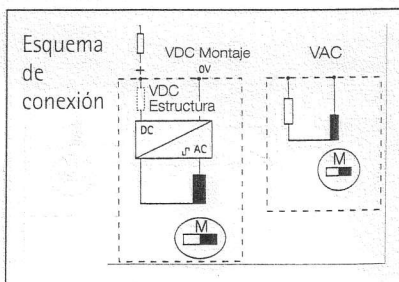 Esquema
de
conexión
VDC Montaje
+ 0V
VDC
Estructura
DC
AC
M
VAC
M